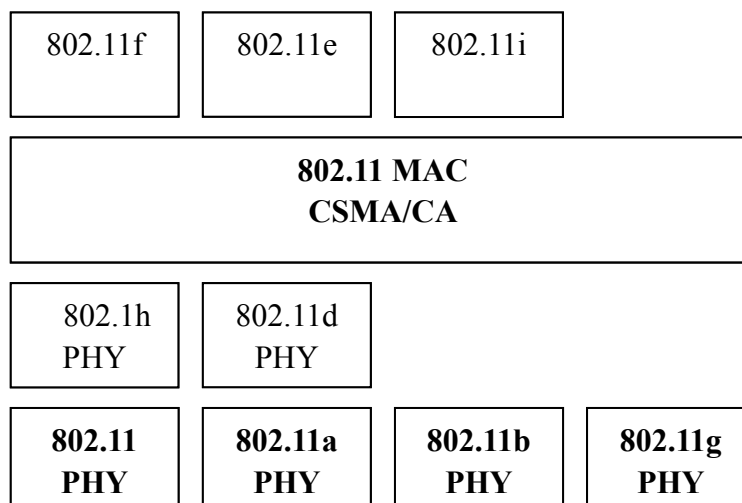 802.11f
802.11e
802.11i
802.11 MAC
CSMA/CA
802.1h
PHY
802.11d
PHY
802.11
PHY
802.11a
PHY
802.11b
PHY
802.11g
PHY